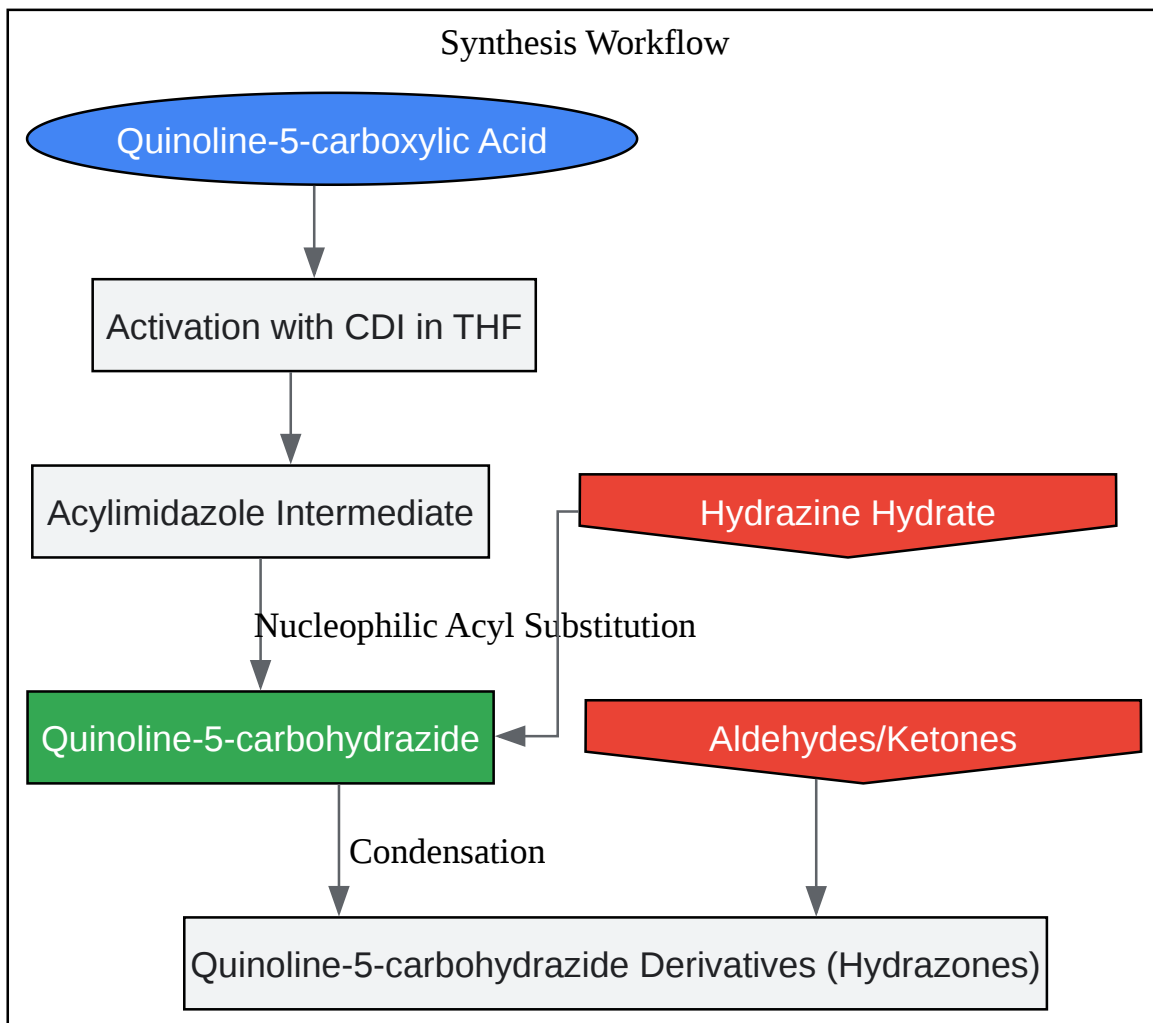 Synthesis Workflow
Quinoline-5-carboxylic Acid
Activation with CDI in THF
Acylimidazole Intermediate
Hydrazine Hydrate
Nucleophilic Acyl Substitution
Quinoline-5-carbohydrazide
Aldehydes/Ketones
Condensation
Quinoline-5-carbohydrazide Derivatives (Hydrazones)